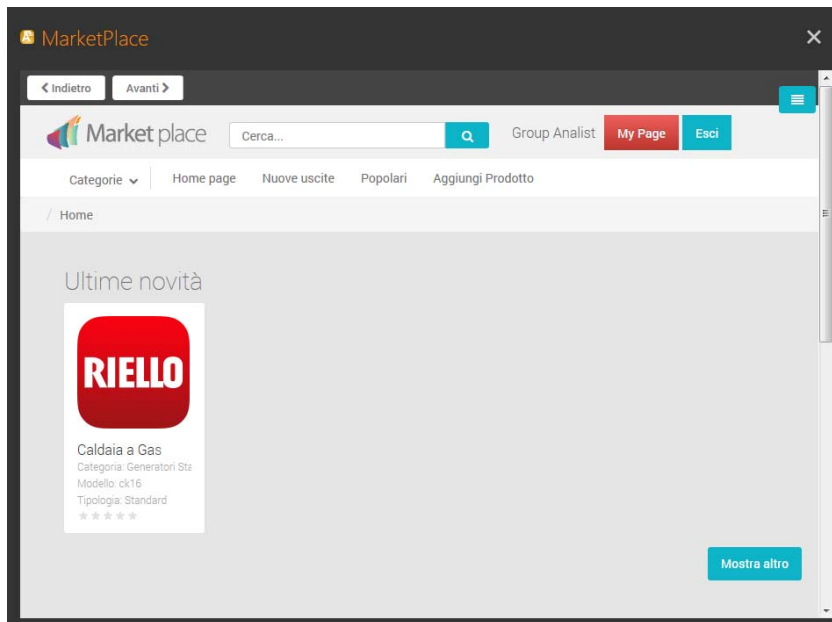 MarketPlace
Indietro Avanti
Market place Cerca... Group Analist My Page Esci
Categorie Home page Nuove uscite Popolari Aggiungi Prodotto
/ Home
Ultime novità
RIELLO
Caldaia a Gas
Categoria: Generatori Sta
Modello: ck16
Tipologia: Standard
Mostra altro